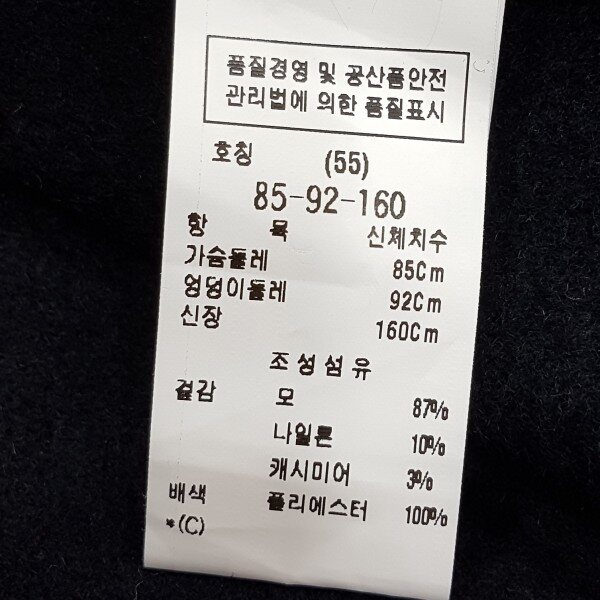 품질경영 및 공산품안전
관리법에 의한 품질표시
호칭 (55)
85-92-160
항 목 신체치수
가슴둘레 85Cm
엉덩이둘레 92Cm
신장 160Cm
조성섬유
겉감 모 87%
나일론 10%
캐시미어 3%
배색 폴리에스터 100%
*(C)